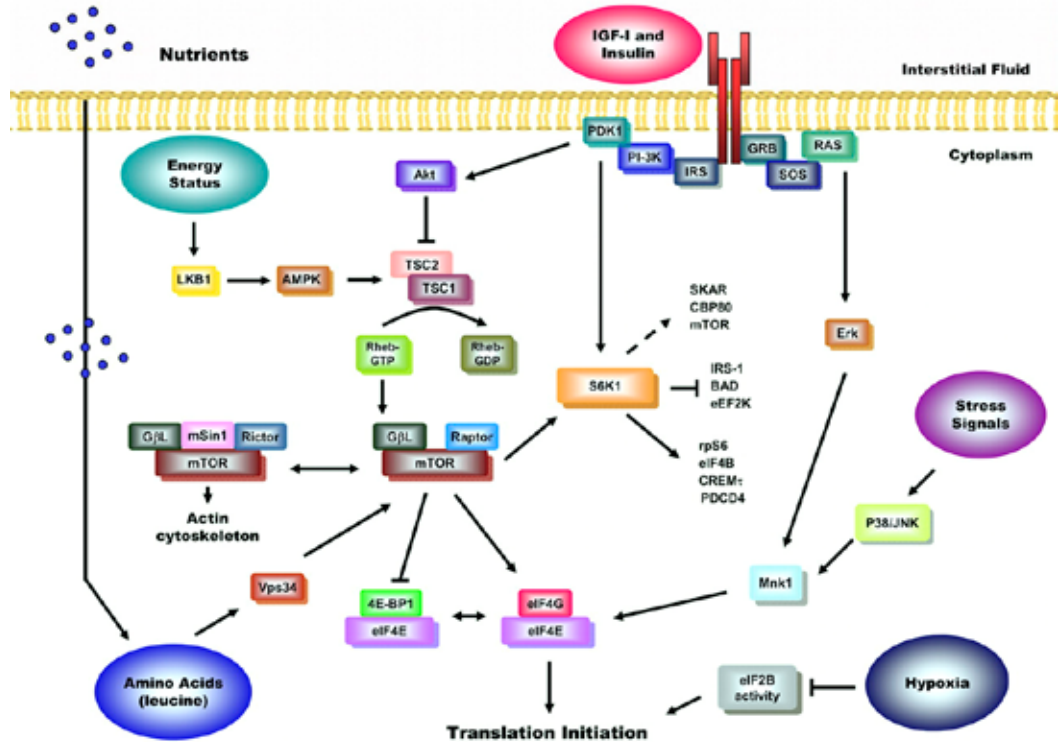 Nutrients
IGF-I and
Insulin
Interstitial Fluid
Cytoplasm
PDK1
PI-3K
IRS
GRB
SOS
RAS
Energy
Status
Akt
LKB1
AMPK
TSC2
TSC1
SKAR
CBP80
mTOR
Rheb-
GTP
Rheb-
GDP
Erk
S6K1
IRS-1
BAD
eEF2K
Stress
Signals
GβL
mSin1
Rictor
mTOR
GβL
Raptor
mTOR
rpS6
eIF4B
CREMτ
PDCD4
Actin
cytoskeleton
P38/JNK
Vps34
Mnk1
4E-BP1
eIF4E
eIF4G
eIF4E
Amino Acids
(leucine)
eIF2B
activity
Hypoxia
Translation Initiation